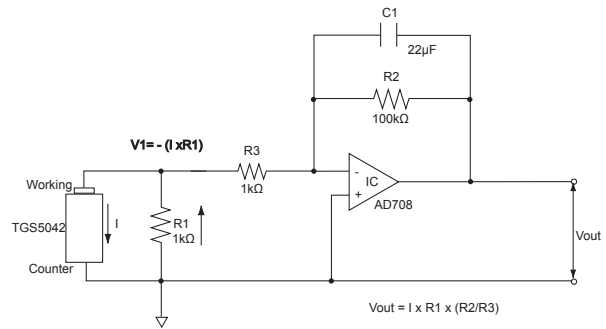 C1
22µF
R2
100kΩ
V1= - (I xR1)
R3
1kΩ
-
IC
+
AD708
Working
TGS5042
I
R1
1kΩ
Counter
Vout
Vout = I x R1 x (R2/R3)